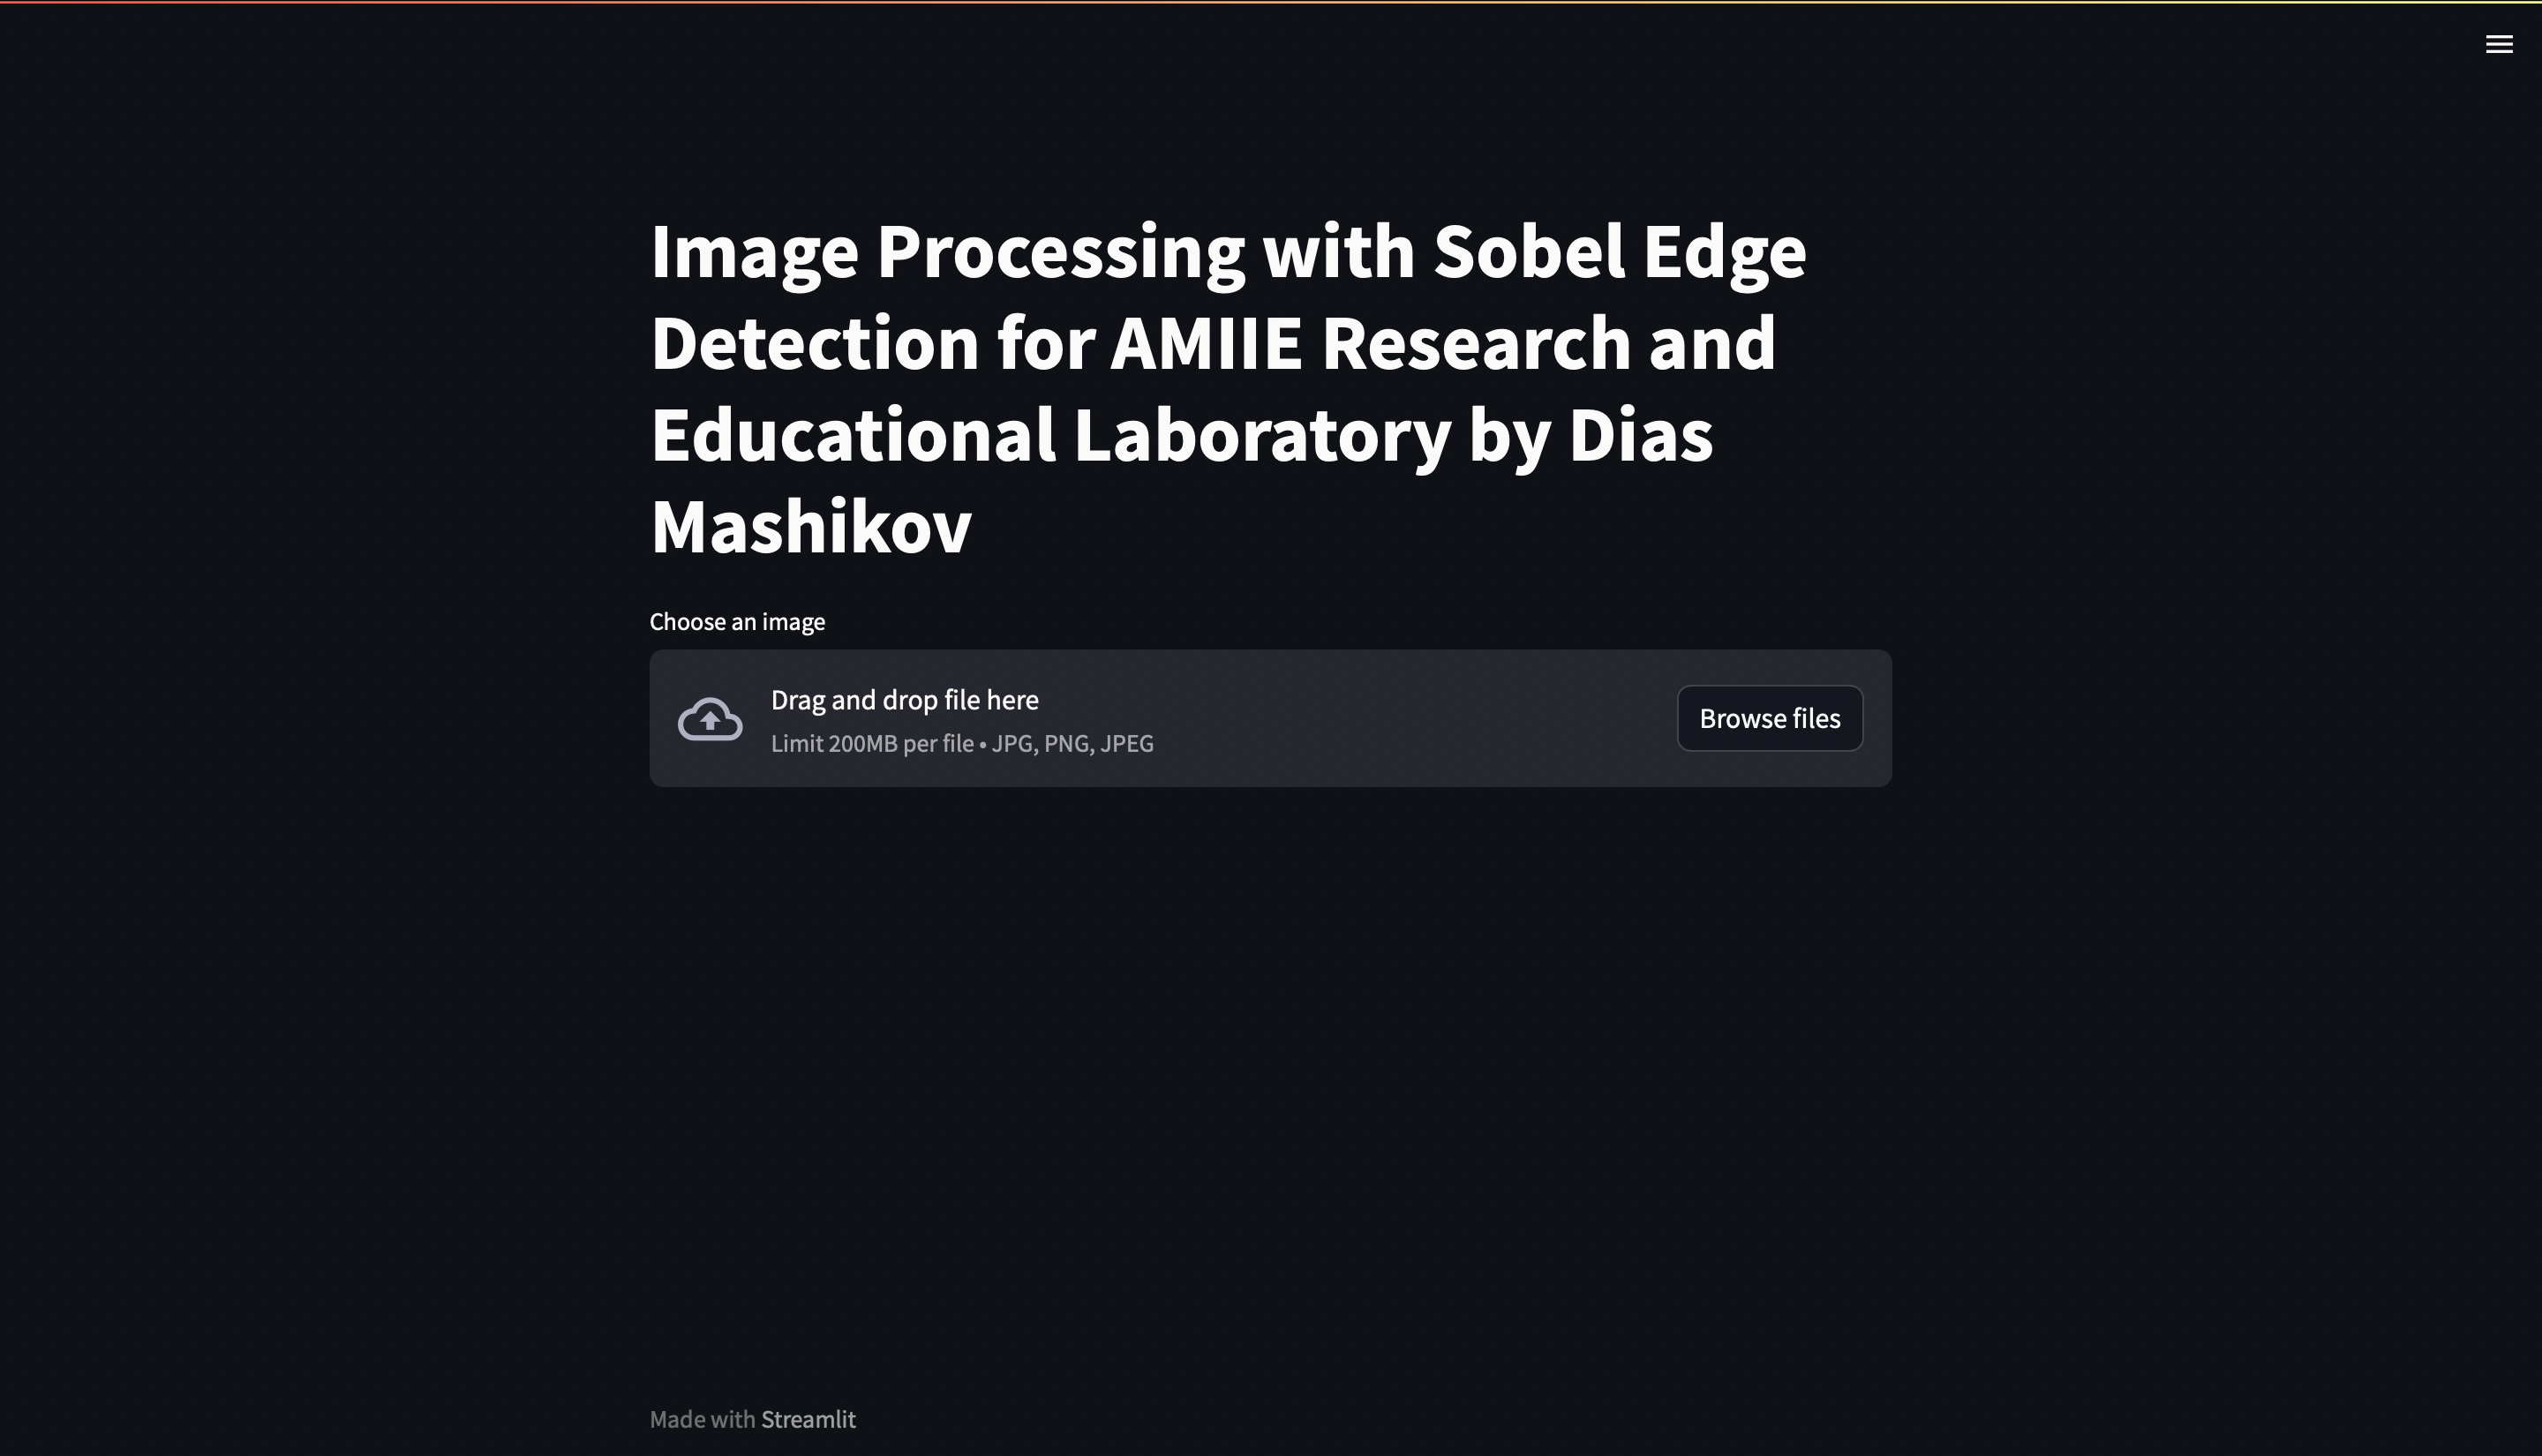 Image Processing with Sobel Edge
Detection for AMIIE Research and
Educational Laboratory by Dias
Mashikov
Choose an image
Drag and drop file here
Limit 200MB per file • JPG, PNG, JPEG
Browse files
Made with Streamlit